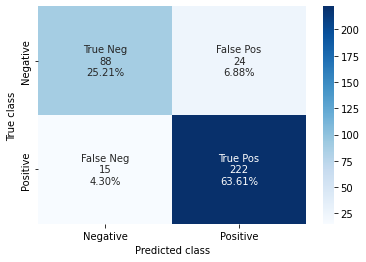 True Neg
88
25.21%
False Pos
24
6.88%
False Neg
15
4.30%
True Pos
222
63.61%
Negative
Positive
True class
Negative
Positive
Predicted class
200
175
150
125
100
75
50
25